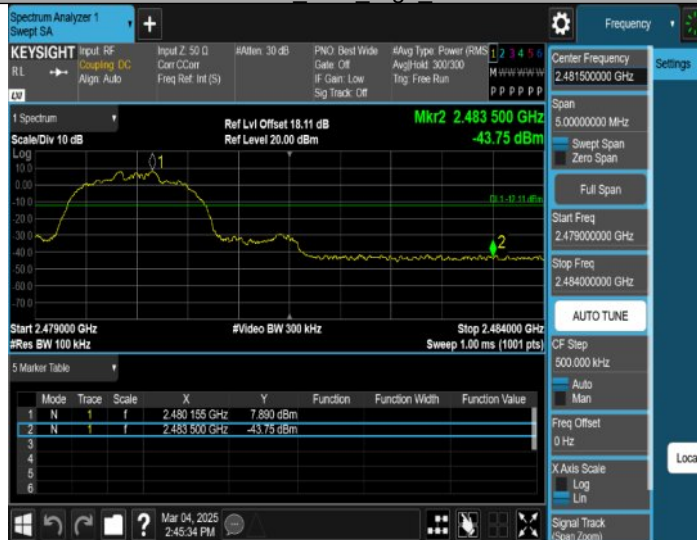 Spectrum Analyzer 1
Swept SA
Frequency
KEYSIGHT
RL
LXI
Input: RF
Coupling: DC
Align: Auto
Input Z: 50 Ω
Corr CCorr
Freq Ref: Int (S)
#Atten: 30 dB
PNO: Best Wide
Gate: Off
IF Gain: Low
Sig Track: Off
#Avg Type: Power (RMS
Avg|Hold: 300/300
Trig: Free Run
1 2 3 4 5 6
M W W W W W
P P P P P P
Center Frequency
2.481500000 GHz
Settings
Span
5.00000000 MHz
Swept Span
Zero Span
Full Span
Start Freq
2.479000000 GHz
Stop Freq
2.484000000 GHz
AUTO TUNE
CF Step
500.000 kHz
Auto
Man
Freq Offset
0 Hz
X Axis Scale
Log
Lin
Signal Track
(Span Zoom)
Loca
1 Spectrum
Scale/Div 10 dB
Log
Ref Lvl Offset 18.11 dB
Ref Level 20.00 dBm
Mkr2 2.483 500 GHz
-43.75 dBm
10.0
0.00
-10.0
-20.0
-30.0
-40.0
-50.0
-60.0
-70.0
1
DL1 -12.11 dBm
2
Start 2.479000 GHz
#Res BW 100 kHz
#Video BW 300 kHz
Stop 2.484000 GHz
Sweep 1.00 ms (1001 pts)
5 Marker Table
Mode Trace Scale X Y Function Function Width Function Value
1 N 1 f 2.480 155 GHz 7.890 dBm
2 N 1 f 2.483 500 GHz -43.75 dBm
3
4
5
6
Mar 04, 2025
2:45:34 PM